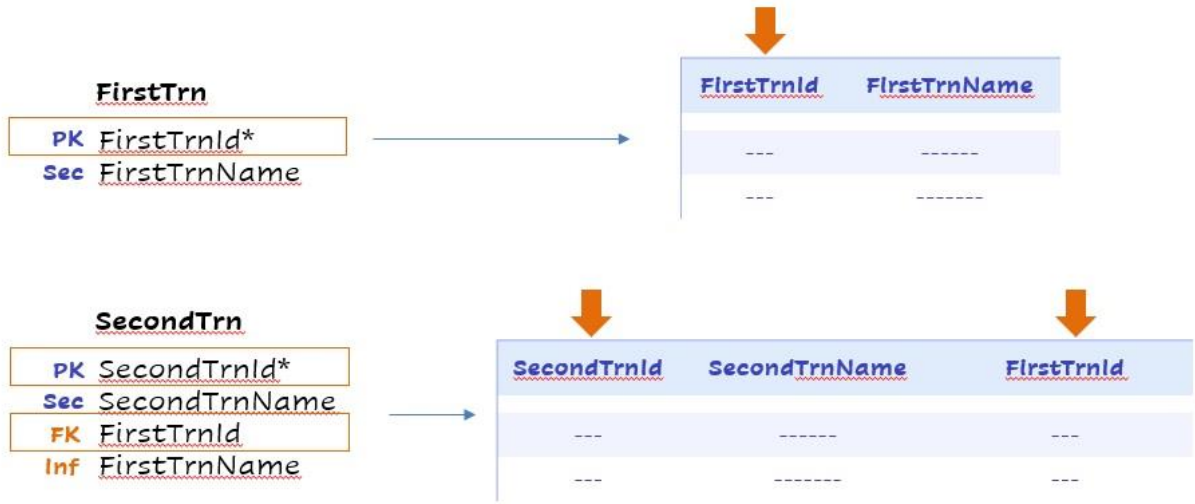 FirstTrn
PK FirstTrnId*
Sec FirstTrnName
FirstTrnId FirstTrnName
--- ------
--- -------
SecondTrn
PK SecondTrnId*
Sec SecondTrnName
FK FirstTrnId
Inf FirstTrnName
SecondTrnId SecondTrnName FirstTrnId
--- ------ ---
--- ------- ---